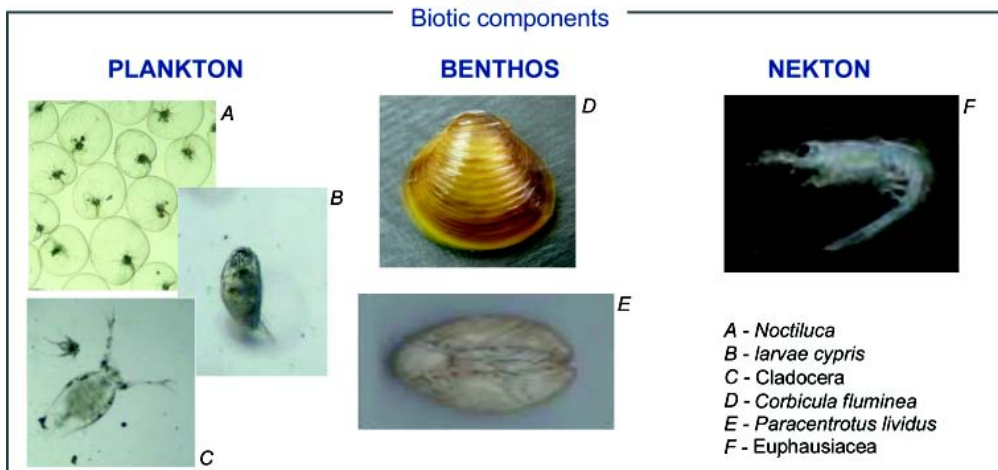 Biotic components
PLANKTON
BENTHOS
NEKTON
A
B
C
D
E
F
A - Noctiluca
B - larvae cypris
C - Cladocera
D - Corbicula fluminea
E - Paracentrotus lividus
F - Euphausiacea